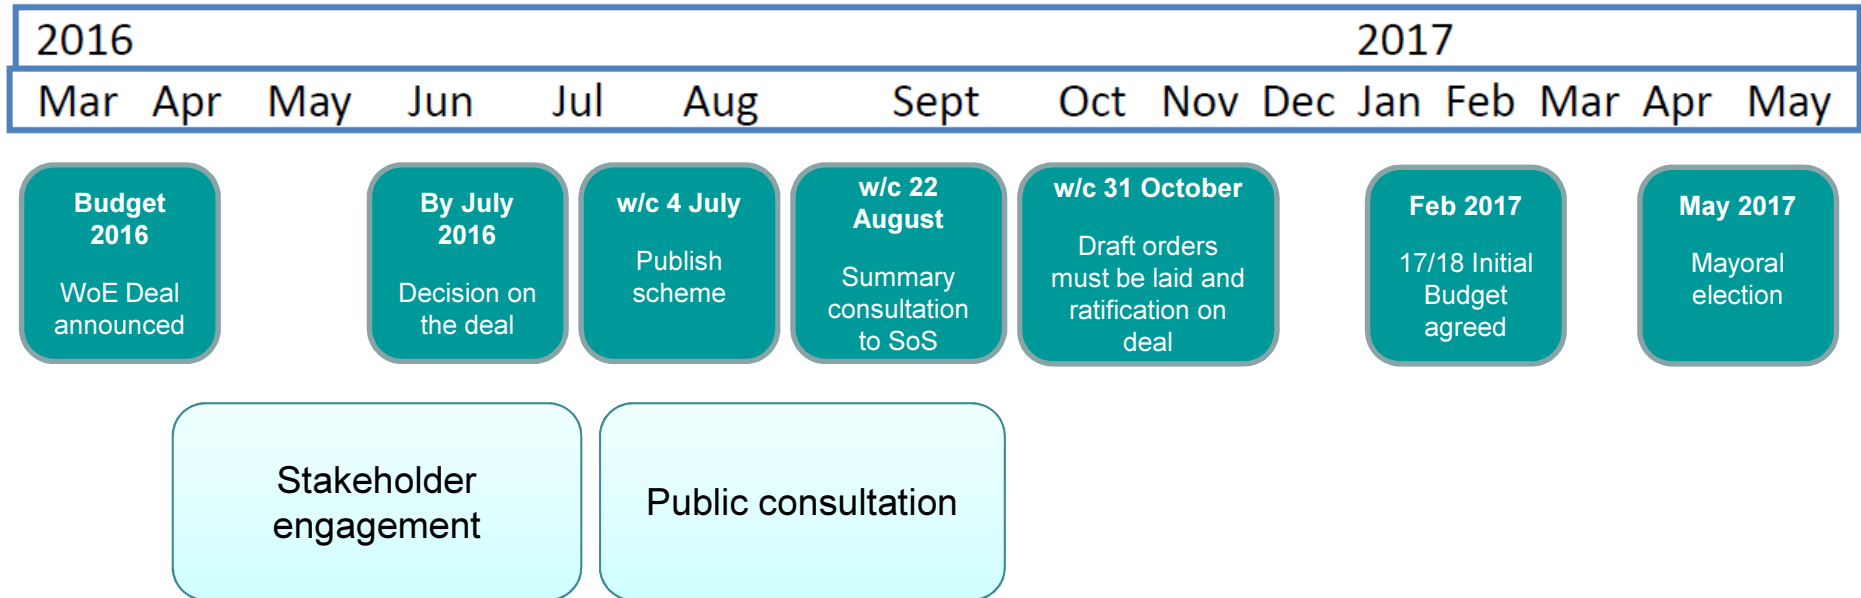 2016 2017
Mar Apr May Jun Jul Aug Sept Oct Nov Dec Jan Feb Mar Apr May
Budget
2016
WoE Deal
announced
By July
2016
Decision on
the deal
w/c 4 July
Publish
scheme
w/c 22
August
Summary
consultation
to SoS
w/c 31 October
Draft orders
must be laid and
ratification on
deal
Feb 2017
17/18 Initial
Budget
agreed
May 2017
Mayoral
election
Stakeholder
engagement
Public consultation